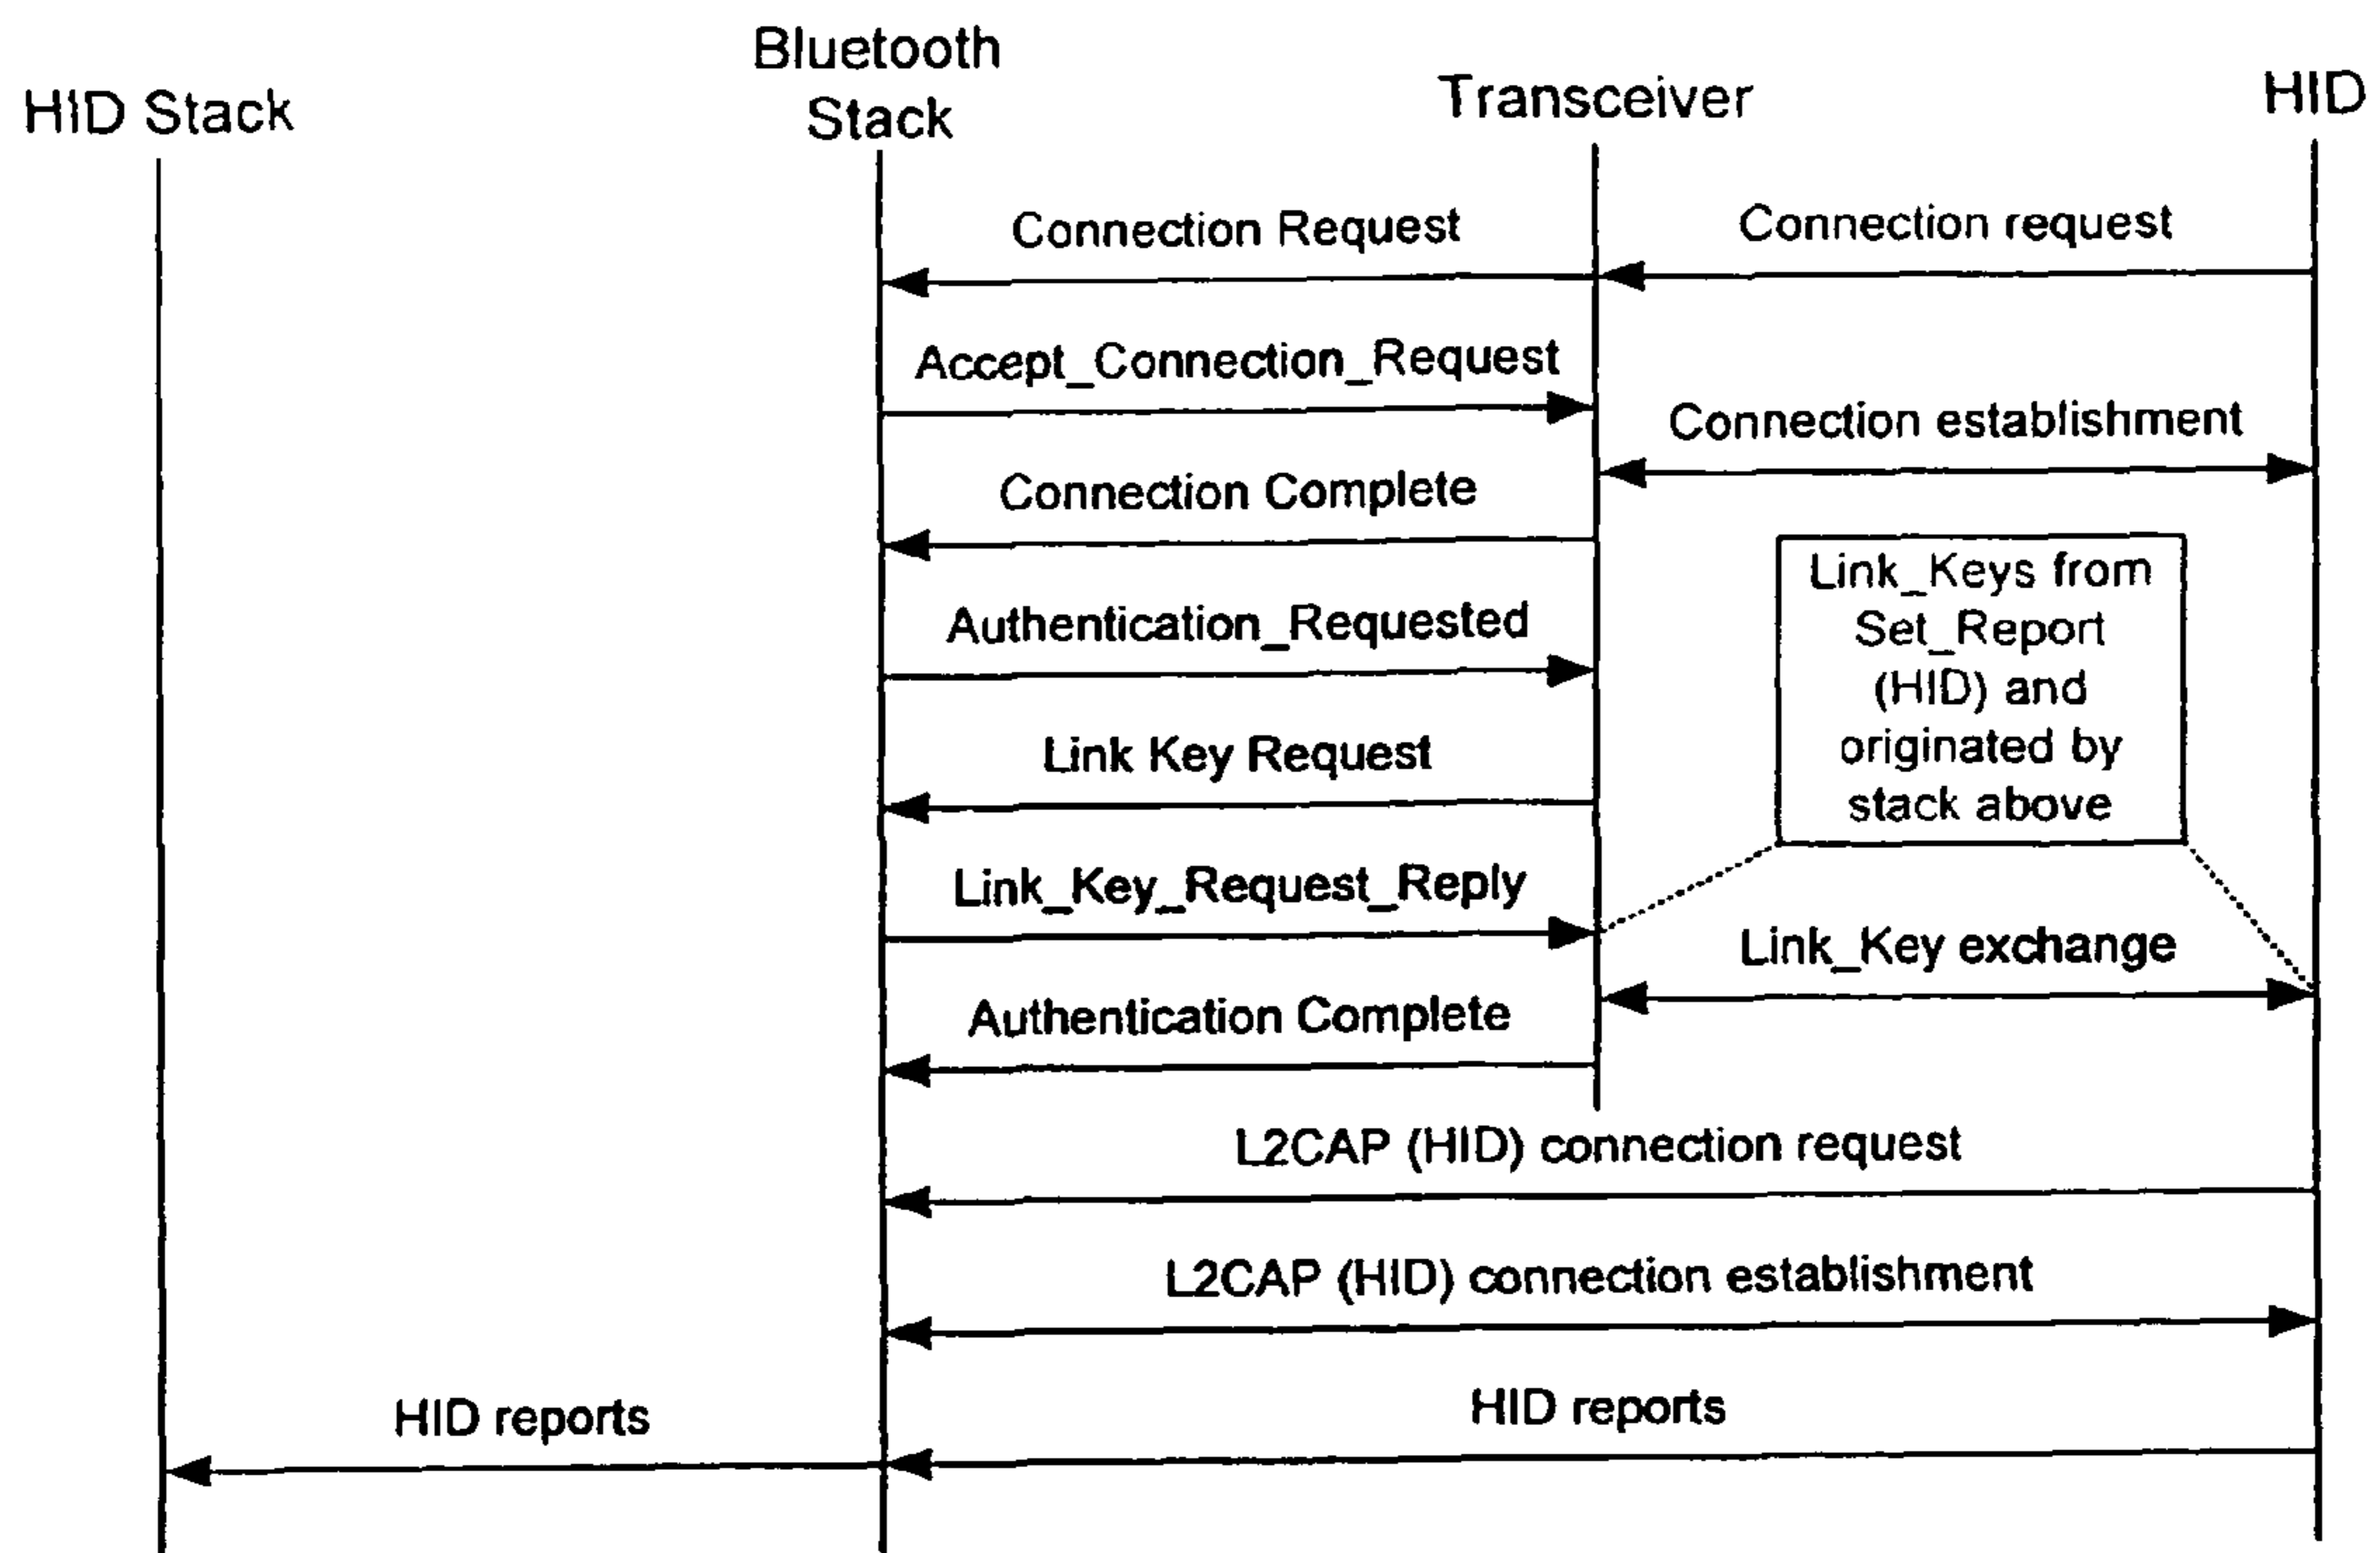 HID Stack
Bluetooth
Stack
Transceiver
HID
Connection Request
Connection request
Accept_Connection_Request
Connection establishment
Connection Complete
Link_Keys from
Set_Report
(HID) and
originated by
stack above
Authentication_Requested
Link Key Request
Link_Key_Request_Reply
Link_Key exchange
Authentication Complete
L2CAP (HID) connection request
L2CAP (HID) connection establishment
HID reports
HID reports